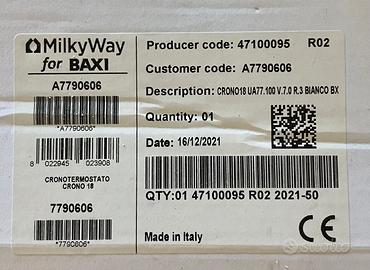 MilkyWay
for BAXI
A7790606
*A7790606*
8 022945 023908
CRONOTERMOSTATO
CRONO 18
7790606
*7790606*
Producer code: 47100095 R02
Customer code: A7790606
Description: CRONO18 UA77.100 V.7.0 R.3 BIANCO BX
Quantity: 01
Date: 16/12/2021
QTY:01 47100095 R02 2021-50
Made in Italy
CE
subito